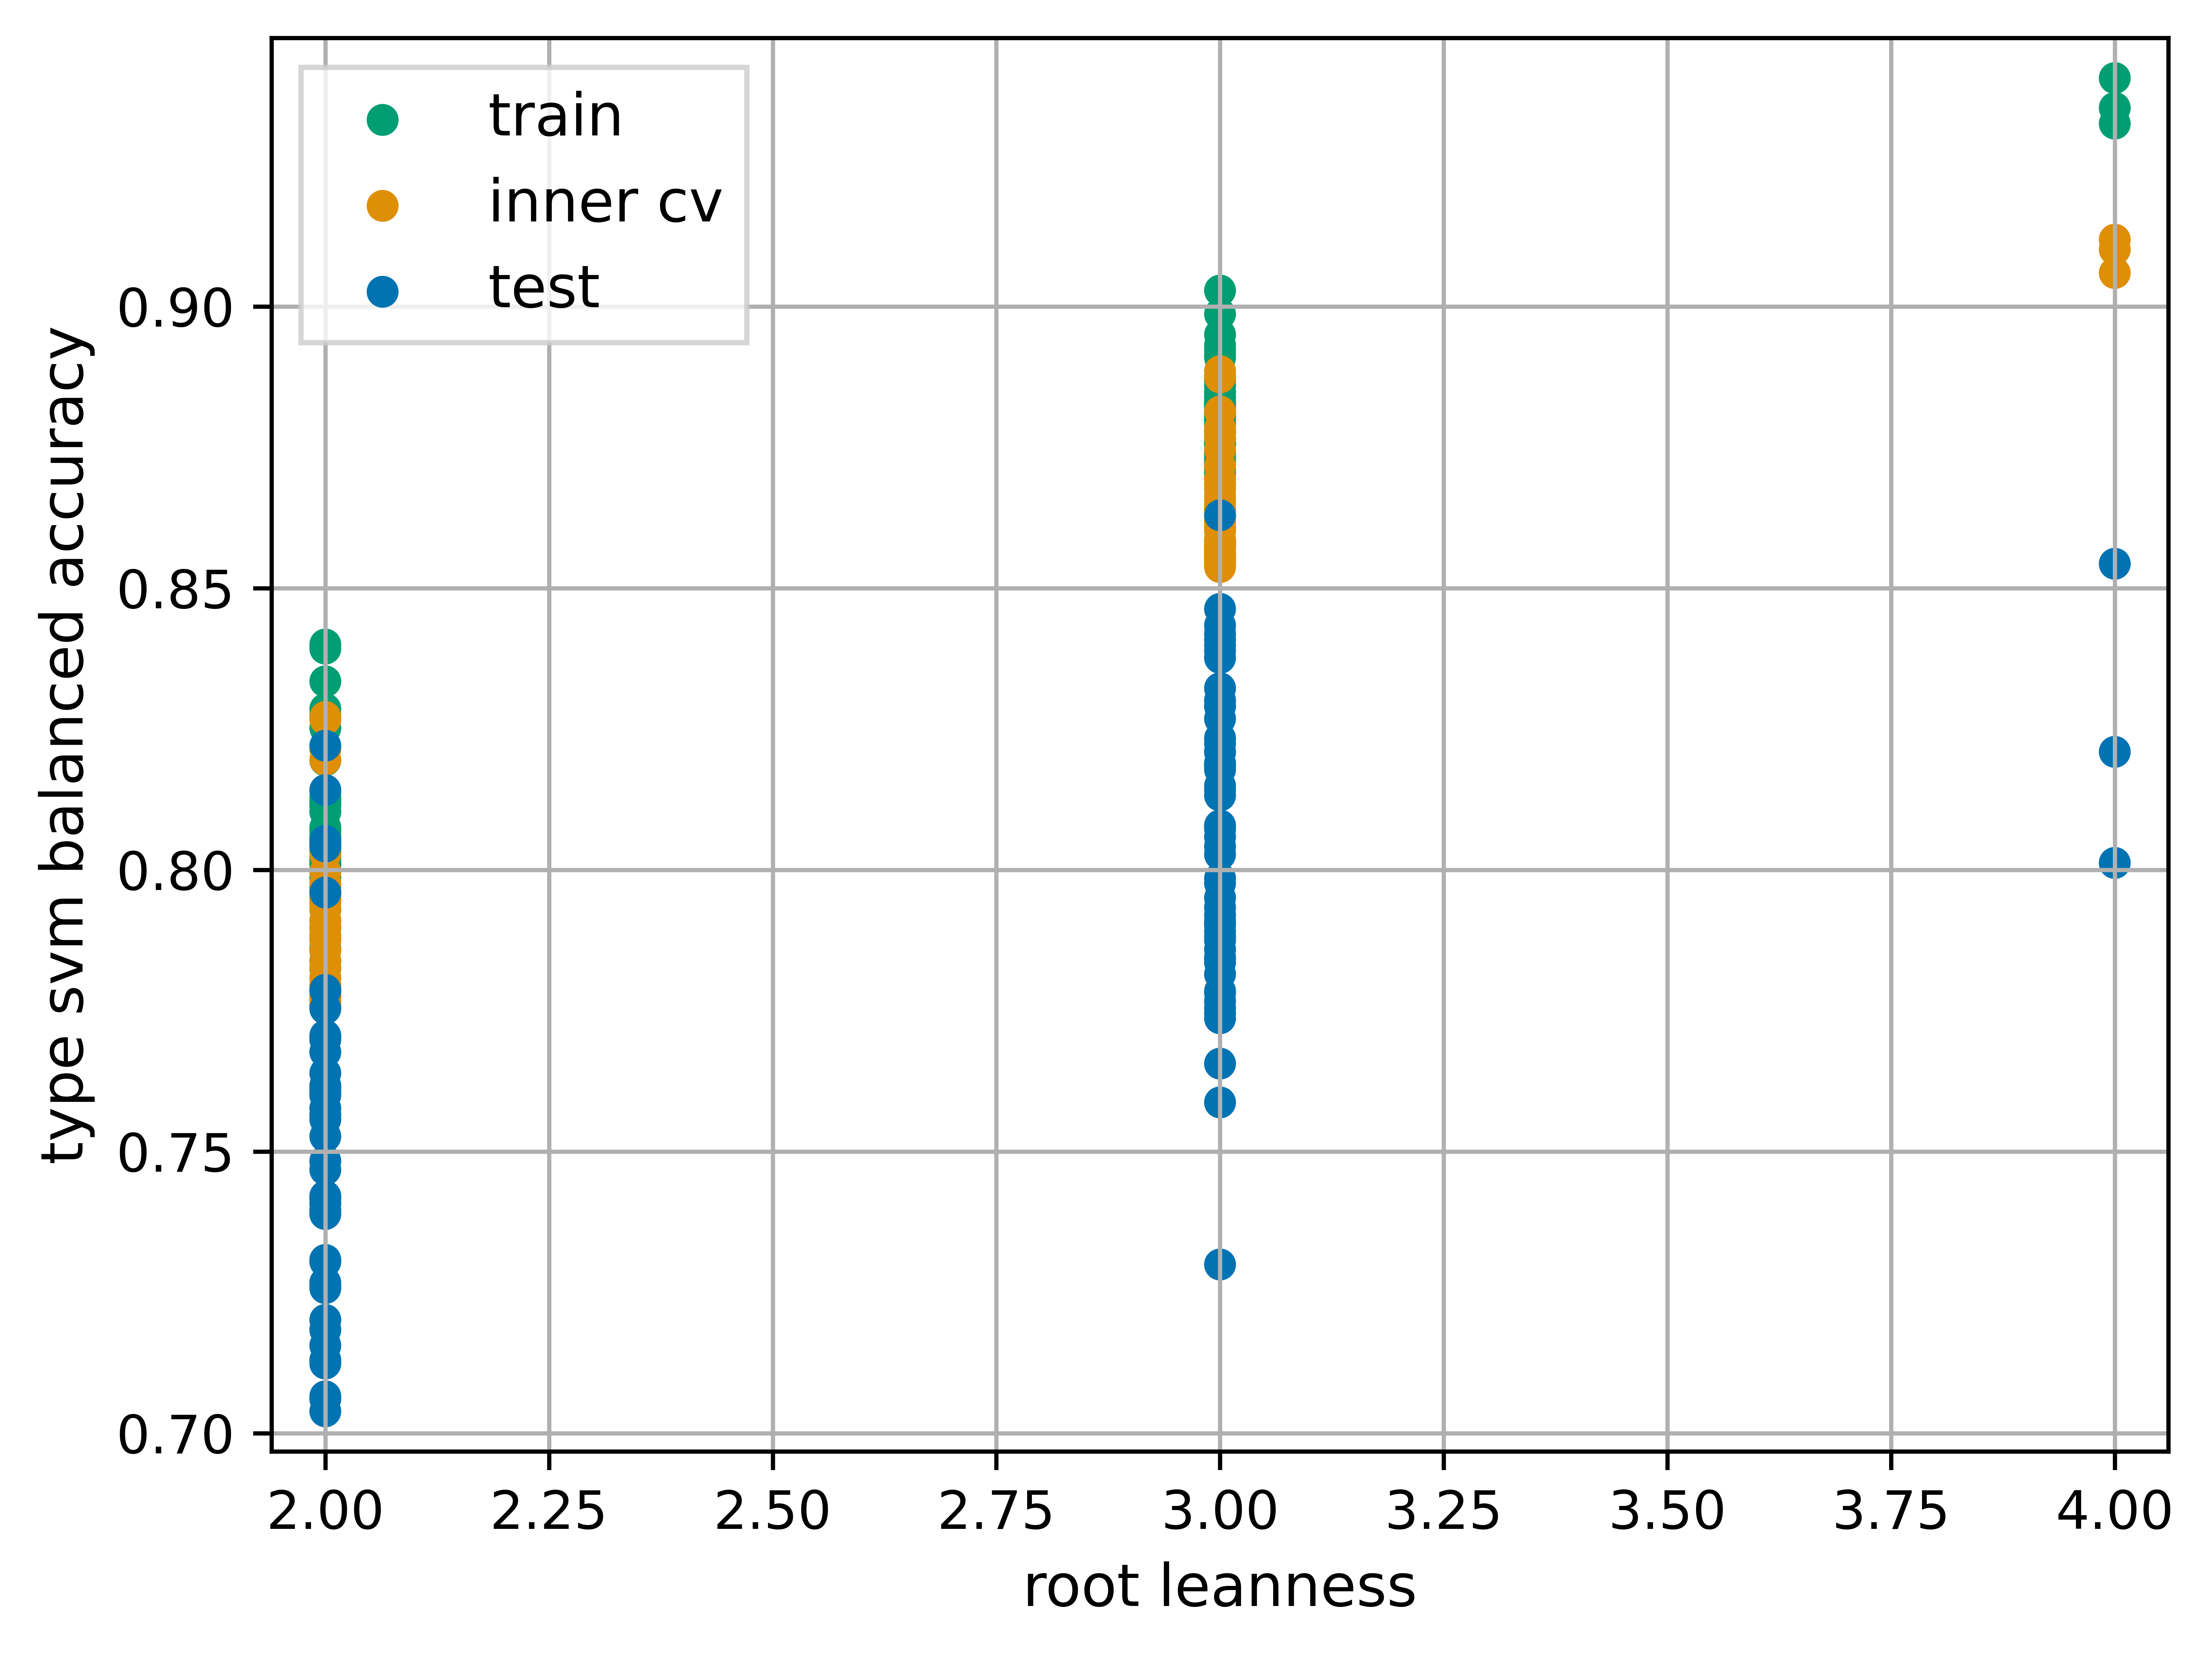 train
inner cv
test
type svm balanced accuracy
0.90
0.85
0.80
0.75
0.70
2.00 2.25 2.50 2.75 3.00 3.25 3.50 3.75 4.00
root leanness